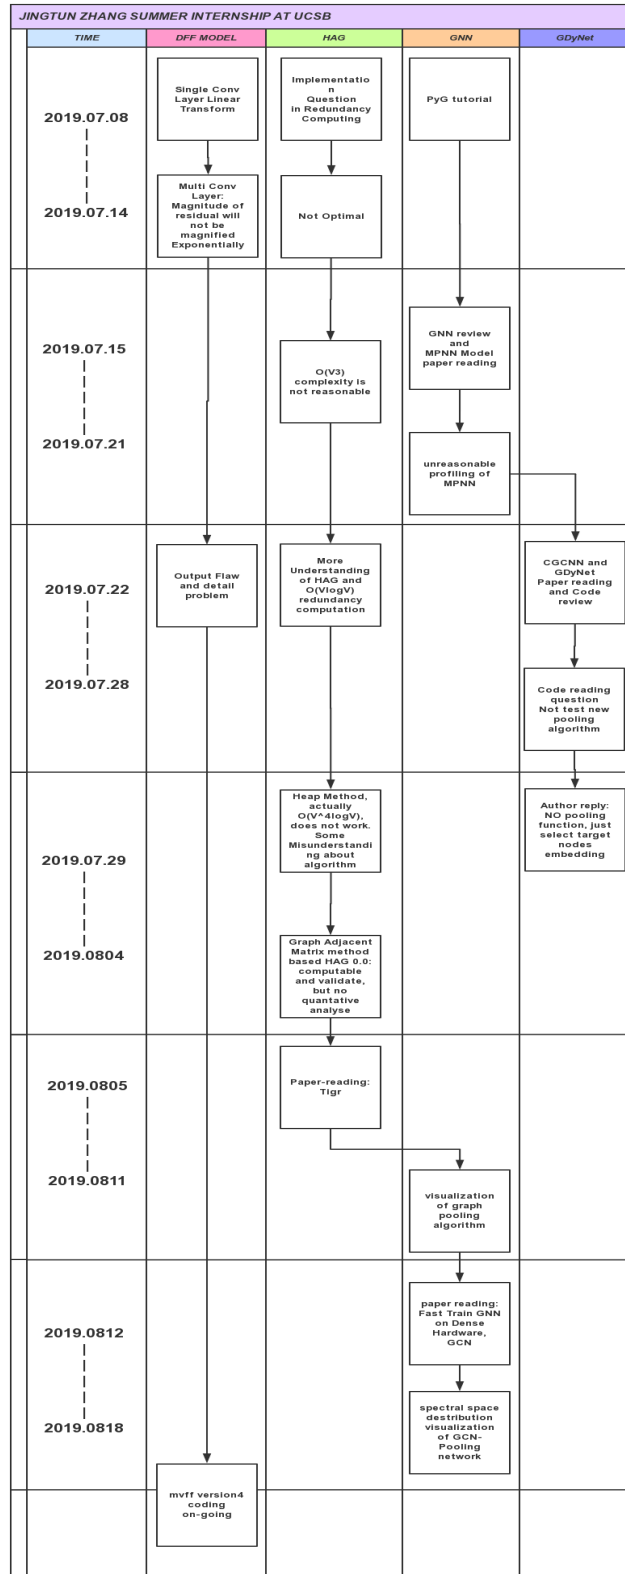 JINGTUN ZHANG SUMMER INTERNSHIP AT UCSB
TIME
DFF MODEL
HAG
GNN
GDyNet
2019.07.08
2019.07.14
Single Conv
Layer Linear
Transform
Multi Conv
Layer:
Magnitude of
residual will
not be
magnified
Exponentially
Implementatio
n
Question
in Redundancy
Computing
Not Optimal
PyG tutorial
2019.07.15
2019.07.21
O(V3)
complexity is
not reasonable
GNN review
and
MPNN Model
paper reading
unreasonable
profiling of
MPNN
2019.07.22
2019.07.28
Output Flaw
and detail
problem
More
Understanding
of HAG and
O(VlogV)
redundancy
computation
CGCNN and
GDyNet
Paper reading
and Code
review
Code reading
question
Not test new
pooling
algorithm
2019.07.29
2019.0804
Heap Method,
actually
O(V^4logV),
does not work.
Some
Misunderstandi
ng about
algorithm
Graph Adjacent
Matrix method
based HAG 0.0:
computable
and validate,
but no
quantative
analyse
Author reply:
NO pooling
function, just
select target
nodes
embedding
2019.0805
2019.0811
Paper-reading:
Tigr
visualization
of graph
pooling
algorithm
2019.0812
2019.0818
paper reading:
Fast Train GNN
on Dense
Hardware,
GCN
spectral space
destribution
visualization
of GCN-
Pooling
network
mvff version4
coding
on-going